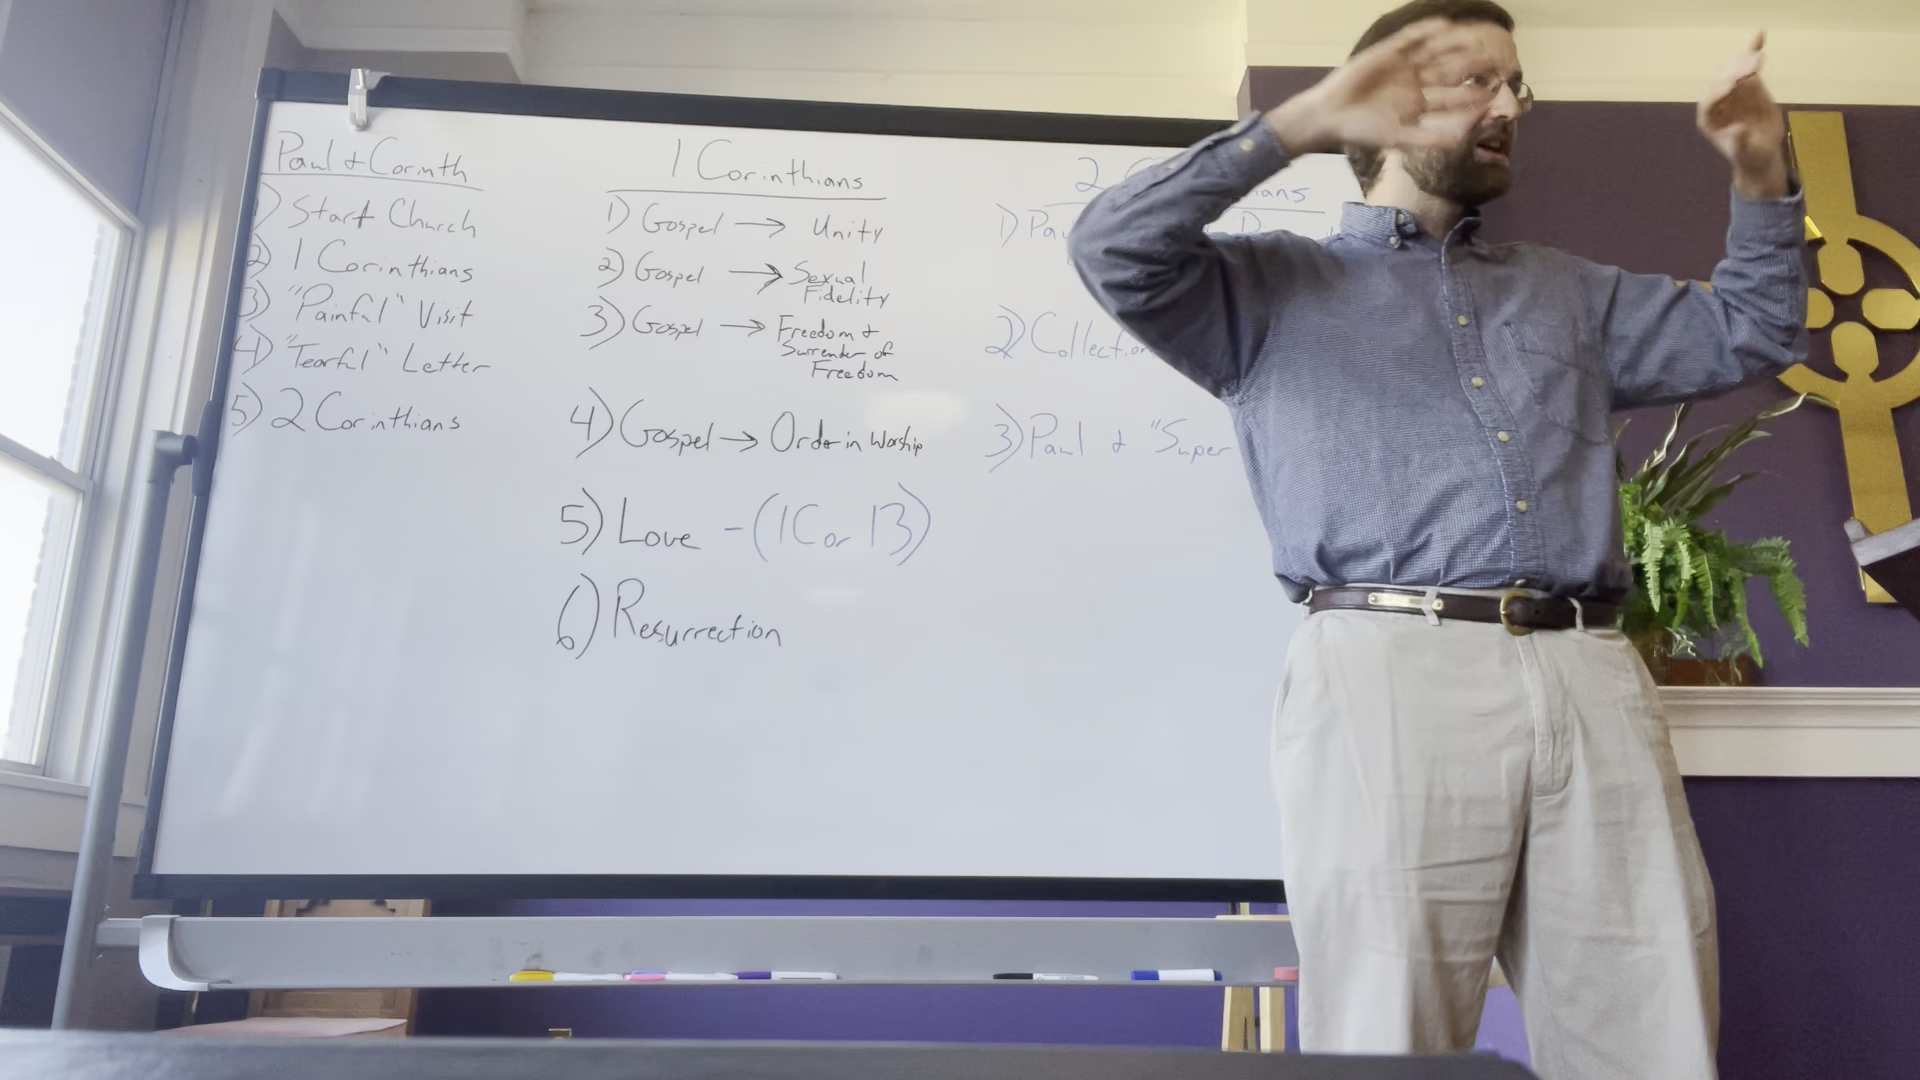 Paul & Corinth
1) Start Church
2) 1 Corinthians
3) "Painful" Visit
4) "Tearful" Letter
5) 2 Corinthians
1 Corinthians
1) Gospel → Unity
2) Gospel → Sexual
Fidelity
3) Gospel → Freedom &
Surrender of
Freedom
4) Gospel → Order in Worship
5) Love - (1 Cor 13)
6) Resurrection
2
1)
2) Collection
3) Paul & "Super